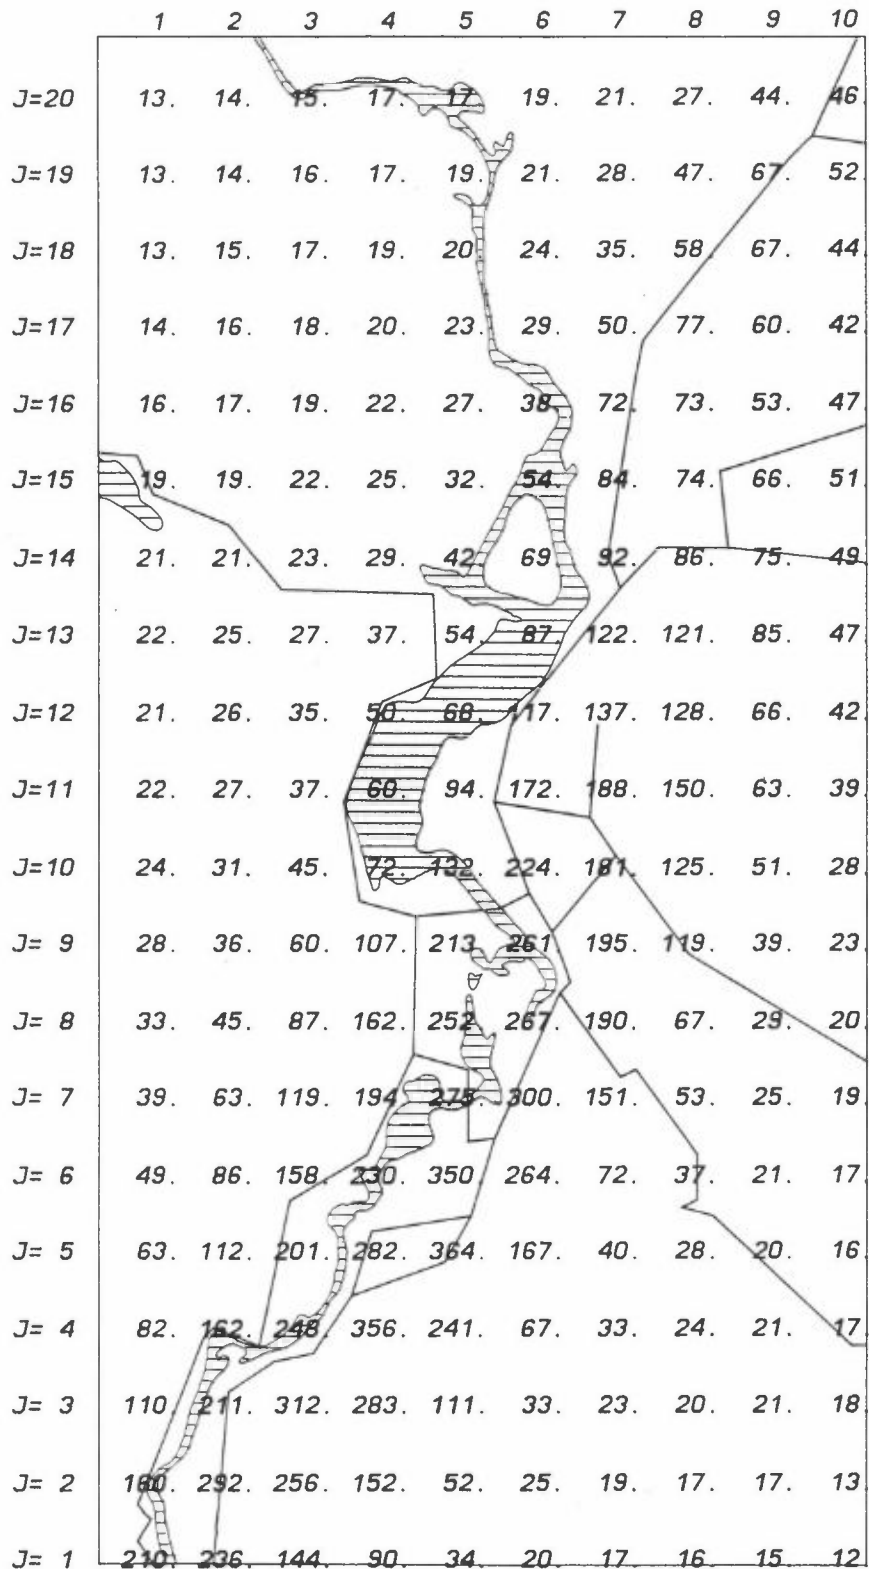 1 2 3 4 5 6 7 8 9 10
J=20 13. 14. 15. 17. 17. 19. 21. 27. 44. 46.
J=19 13. 14. 16. 17. 19. 21. 28. 47. 67. 52.
J=18 13. 15. 17. 19. 20. 24. 35. 58. 67. 44.
J=17 14. 16. 18. 20. 23. 29. 50. 77. 60. 42.
J=16 16. 17. 19. 22. 27. 38. 72. 73. 53. 47.
J=15 19. 19. 22. 25. 32. 54. 84. 74. 66. 51.
J=14 21. 21. 23. 29. 42. 69. 92. 86. 75. 49.
J=13 22. 25. 27. 37. 54. 87. 122. 121. 85. 47.
J=12 21. 26. 35. 50. 68. 117. 137. 128. 66. 42.
J=11 22. 27. 37. 60. 94. 172. 188. 150. 63. 39.
J=10 24. 31. 45. 72. 132. 224. 181. 125. 51. 28.
J= 9 28. 36. 60. 107. 213. 261. 195. 119. 39. 23.
J= 8 33. 45. 87. 162. 252. 267. 190. 67. 29. 20.
J= 7 39. 63. 119. 194. 275. 300. 151. 53. 25. 19.
J= 6 49. 86. 158. 230. 350. 264. 72. 37. 21. 17.
J= 5 63. 112. 201. 282. 364. 167. 40. 28. 20. 16.
J= 4 82. 162. 248. 356. 241. 67. 33. 24. 21. 17.
J= 3 110. 211. 312. 283. 111. 33. 23. 20. 21. 18.
J= 2 160. 292. 256. 152. 52. 25. 19. 17. 17. 13.
J= 1 210. 236. 144. 90. 34. 20. 17. 16. 15. 12.